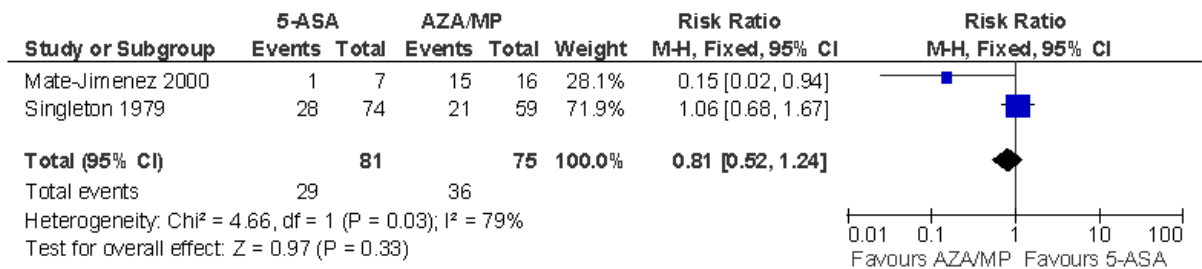 5-ASA AZA/MP Risk Ratio Risk Ratio
Study or Subgroup Events Total Events Total Weight M-H, Fixed, 95% CI M-H, Fixed, 95% CI
Mate-Jimenez 2000 1 7 15 16 28.1% 0.15 [0.02, 0.94]
Singleton 1979 28 74 21 59 71.9% 1.06 [0.68, 1.67]
Total (95% CI) 81 75 100.0% 0.81 [0.52, 1.24]
Total events 29 36
Heterogeneity: Chi² = 4.66, df = 1 (P = 0.03); I² = 79%
Test for overall effect: Z = 0.97 (P = 0.33)
0.01 0.1 1 10 100
Favours AZA/MP Favours 5-ASA